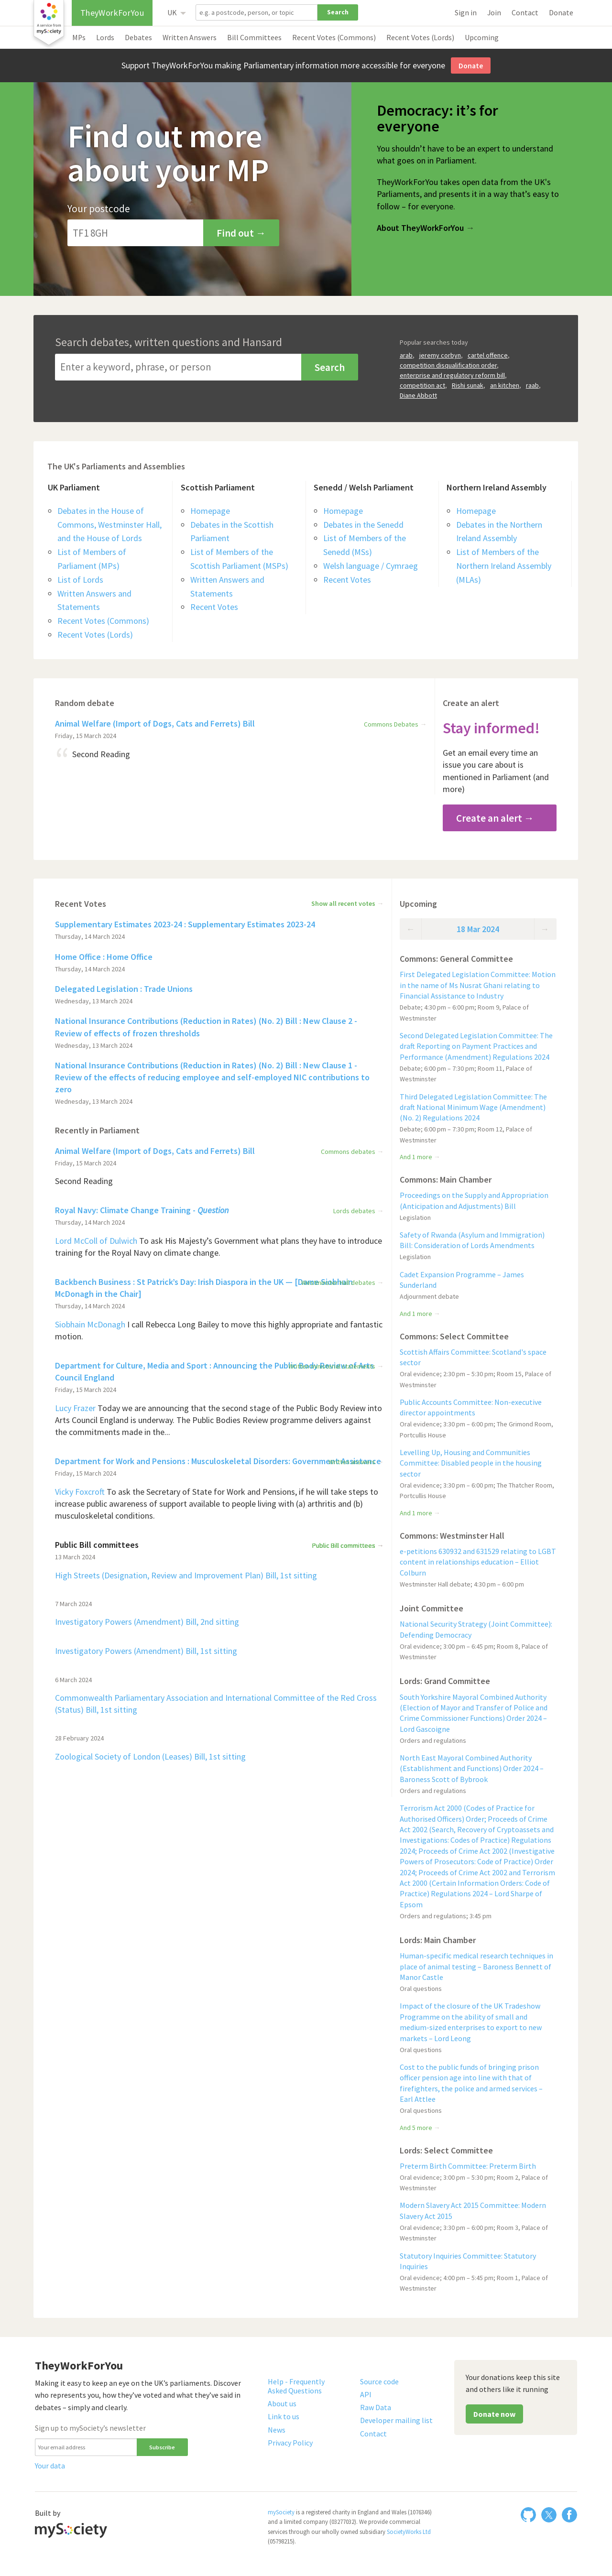 a service from
mySociety
TheyWorkForYou
UK
e.g. a postcode, person, or topic
Search
Sign in
Join
Contact
Donate
MPs
Lords
Debates
Written Answers
Bill Committees
Recent Votes (Commons)
Recent Votes (Lords)
Upcoming
Support TheyWorkForYou making Parliamentary information more accessible for everyone
Donate
Find out more
about your MP
Your postcode
TF1 8GH
Find out →
Democracy: it's for
everyone
You shouldn't have to be an expert to understand
what goes on in Parliament.
TheyWorkForYou takes open data from the UK's
Parliaments, and presents it in a way that's easy to
follow – for everyone.
About TheyWorkForYou →
Search debates, written questions and Hansard
Enter a keyword, phrase, or person
Search
Popular searches today
arab, jeremy corbyn, cartel offence,
competition disqualification order,
enterprise and regulatory reform bill,
competition act, Rishi sunak, an kitchen, raab,
Diane Abbott
The UK's Parliaments and Assemblies
UK Parliament
Debates in the House of
Commons, Westminster Hall,
and the House of Lords
List of Members of
Parliament (MPs)
List of Lords
Written Answers and
Statements
Recent Votes (Commons)
Recent Votes (Lords)
Scottish Parliament
Homepage
Debates in the Scottish
Parliament
List of Members of the
Scottish Parliament (MSPs)
Written Answers and
Statements
Recent Votes
Senedd / Welsh Parliament
Homepage
Debates in the Senedd
List of Members of the
Senedd (MSs)
Welsh language / Cymraeg
Recent Votes
Northern Ireland Assembly
Homepage
Debates in the Northern
Ireland Assembly
List of Members of the
Northern Ireland Assembly
(MLAs)
Random debate
Animal Welfare (Import of Dogs, Cats and Ferrets) Bill
Commons Debates →
Friday, 15 March 2024
“ Second Reading
Create an alert
Stay informed!
Get an email every time an
issue you care about is
mentioned in Parliament (and
more)
Create an alert →
Recent Votes
Show all recent votes →
Supplementary Estimates 2023-24 : Supplementary Estimates 2023-24
Thursday, 14 March 2024
Home Office : Home Office
Thursday, 14 March 2024
Delegated Legislation : Trade Unions
Wednesday, 13 March 2024
National Insurance Contributions (Reduction in Rates) (No. 2) Bill : New Clause 2 -
Review of effects of frozen thresholds
Wednesday, 13 March 2024
National Insurance Contributions (Reduction in Rates) (No. 2) Bill : New Clause 1 -
Review of the effects of reducing employee and self-employed NIC contributions to
zero
Wednesday, 13 March 2024
Recently in Parliament
Animal Welfare (Import of Dogs, Cats and Ferrets) Bill
Commons debates →
Friday, 15 March 2024
Second Reading
Royal Navy: Climate Change Training - Question
Lords debates →
Thursday, 14 March 2024
Lord McColl of Dulwich To ask His Majesty's Government what plans they have to introduce
training for the Royal Navy on climate change.
Backbench Business : St Patrick's Day: Irish Diaspora in the UK — [Dame Siobhain
McDonagh in the Chair]
debates →
Thursday, 14 March 2024
Siobhain McDonagh I call Rebecca Long Bailey to move this highly appropriate and fantastic
motion.
Department for Culture, Media and Sport : Announcing the Public Body Review of Arts
Council England
Friday, 15 March 2024
Lucy Frazer Today we are announcing that the second stage of the Public Body Review into
Arts Council England is underway. The Public Bodies Review programme delivers against
the commitments made in the...
Department for Work and Pensions : Musculoskeletal Disorders: Government Assistance
Friday, 15 March 2024
Vicky Foxcroft To ask the Secretary of State for Work and Pensions, if he will take steps to
increase public awareness of support available to people living with (a) arthritis and (b)
musculoskeletal conditions.
Public Bill committees
Public Bill committees →
13 March 2024
High Streets (Designation, Review and Improvement Plan) Bill, 1st sitting
7 March 2024
Investigatory Powers (Amendment) Bill, 2nd sitting
Investigatory Powers (Amendment) Bill, 1st sitting
6 March 2024
Commonwealth Parliamentary Association and International Committee of the Red Cross
(Status) Bill, 1st sitting
28 February 2024
Zoological Society of London (Leases) Bill, 1st sitting
Upcoming
← 18 Mar 2024 →
Commons: General Committee
First Delegated Legislation Committee: Motion
in the name of Ms Nusrat Ghani relating to
Financial Assistance to Industry
Debate; 4:30 pm – 6:00 pm; Room 9, Palace of
Westminster
Second Delegated Legislation Committee: The
draft Reporting on Payment Practices and
Performance (Amendment) Regulations 2024
Debate; 6:00 pm – 7:30 pm; Room 11, Palace of
Westminster
Third Delegated Legislation Committee: The
draft National Minimum Wage (Amendment)
(No. 2) Regulations 2024
Debate; 6:00 pm – 7:30 pm; Room 12, Palace of
Westminster
And 1 more →
Commons: Main Chamber
Proceedings on the Supply and Appropriation
(Anticipation and Adjustments) Bill
Legislation
Safety of Rwanda (Asylum and Immigration)
Bill: Consideration of Lords Amendments
Legislation
Cadet Expansion Programme – James
Sunderland
Adjournment debate
And 1 more →
Commons: Select Committee
Scottish Affairs Committee: Scotland's space
sector
Oral evidence; 2:30 pm – 5:30 pm; Room 15, Palace of
Westminster
Public Accounts Committee: Non-executive
director appointments
Oral evidence; 3:30 pm – 6:00 pm; The Grimond Room,
Portcullis House
Levelling Up, Housing and Communities
Committee: Disabled people in the housing
sector
Oral evidence; 3:30 pm – 6:00 pm; The Thatcher Room,
Portcullis House
And 1 more →
Commons: Westminster Hall
e-petitions 630932 and 631529 relating to LGBT
content in relationships education – Elliot
Colburn
Westminster Hall debate; 4:30 pm – 6:00 pm
Joint Committee
National Security Strategy (Joint Committee):
Defending Democracy
Oral evidence; 3:00 pm – 6:45 pm; Room 8, Palace of
Westminster
Lords: Grand Committee
South Yorkshire Mayoral Combined Authority
(Election of Mayor and Transfer of Police and
Crime Commissioner Functions) Order 2024 –
Lord Gascoigne
Orders and regulations
North East Mayoral Combined Authority
(Establishment and Functions) Order 2024 –
Baroness Scott of Bybrook
Orders and regulations
Terrorism Act 2000 (Codes of Practice for
Authorised Officers) Order; Proceeds of Crime
Act 2002 (Search, Recovery of Cryptoassets and
Investigations: Codes of Practice) Regulations
2024; Proceeds of Crime Act 2002 (Investigative
Powers of Prosecutors: Code of Practice) Order
2024; Proceeds of Crime Act 2002 and Terrorism
Act 2000 (Certain Information Orders: Code of
Practice) Regulations 2024 – Lord Sharpe of
Epsom
Orders and regulations; 3:45 pm
Lords: Main Chamber
Human-specific medical research techniques in
place of animal testing – Baroness Bennett of
Manor Castle
Oral questions
Impact of the closure of the UK Tradeshow
Programme on the ability of small and
medium-sized enterprises to export to new
markets – Lord Leong
Oral questions
Cost to the public funds of bringing prison
officer pension age into line with that of
firefighters, the police and armed services –
Earl Attlee
Oral questions
And 5 more →
Lords: Select Committee
Preterm Birth Committee: Preterm Birth
Oral evidence; 3:00 pm – 5:30 pm; Room 2, Palace of
Westminster
Modern Slavery Act 2015 Committee: Modern
Slavery Act 2015
Oral evidence; 3:30 pm – 6:00 pm; Room 3, Palace of
Westminster
Statutory Inquiries Committee: Statutory
Inquiries
Oral evidence; 4:00 pm – 5:45 pm; Room 1, Palace of
Westminster
TheyWorkForYou
Making it easy to keep an eye on the UK's parliaments. Discover
who represents you, how they've voted and what they've said in
debates – simply and clearly.
Sign up to mySociety's newsletter
Your email address
Subscribe
Your data
Help - Frequently
Asked Questions
About us
Link to us
News
Privacy Policy
Source code
API
Raw Data
Developer mailing list
Contact
Your donations keep this site
and others like it running
Donate now
Built by
mySociety
mySociety is a registered charity in England and Wales (1076346)
and a limited company (03277032). We provide commercial
services through our wholly owned subsidiary SocietyWorks Ltd
(05798215).